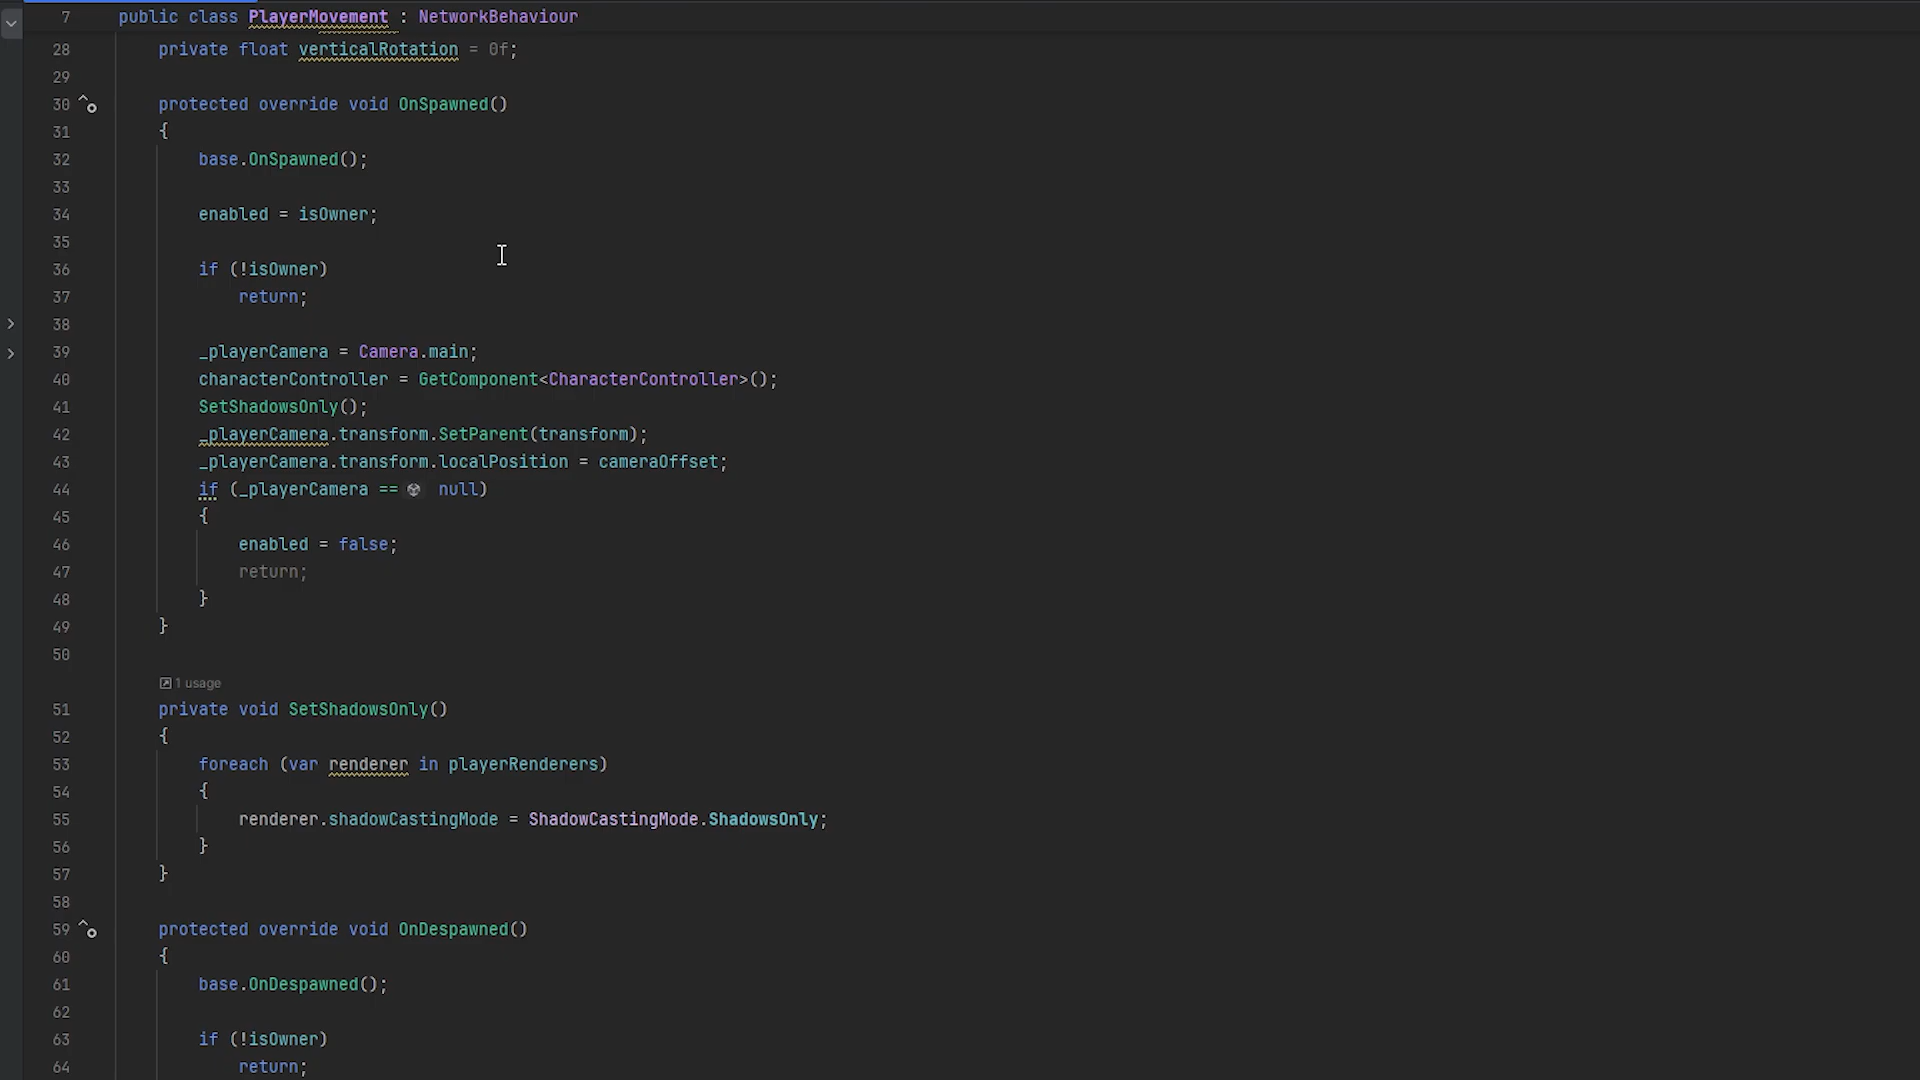 7 public class PlayerMovement : NetworkBehaviour
28 private float verticalRotation = 0f;
29
30 protected override void OnSpawned()
31 {
32 base.OnSpawned();
33
34 enabled = isOwner;
35
36 if (!isOwner)
37 return;
38
39 _playerCamera = Camera.main;
40 characterController = GetComponent<CharacterController>();
41 SetShadowsOnly();
42 _playerCamera.transform.SetParent(transform);
43 _playerCamera.transform.localPosition = cameraOffset;
44 if (_playerCamera == null)
45 {
46 enabled = false;
47 return;
48 }
49 }
50
1 usage
51 private void SetShadowsOnly()
52 {
53 foreach (var renderer in playerRenderers)
54 {
55 renderer.shadowCastingMode = ShadowCastingMode.ShadowsOnly;
56 }
57 }
58
59 protected override void OnDespawned()
60 {
61 base.OnDespawned();
62
63 if (!isOwner)
64 return;